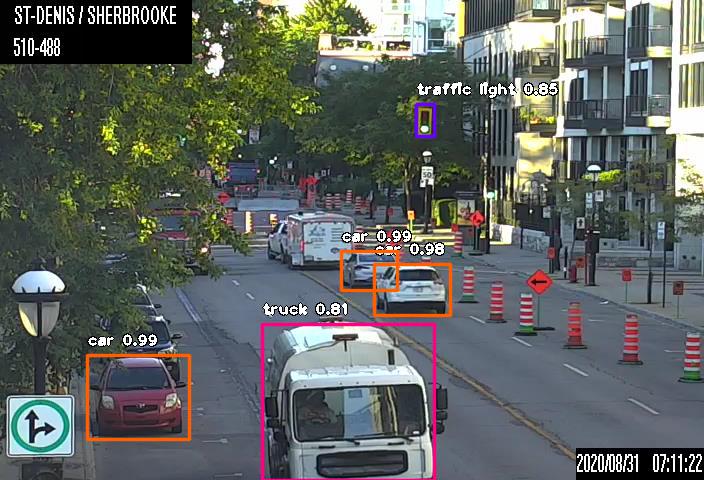 ST-DENIS / SHERBROOKE
510-488
traffic light 0.85
car 0.99
car 0.98
truck 0.81
car 0.99
2020/08/31 07:11:22